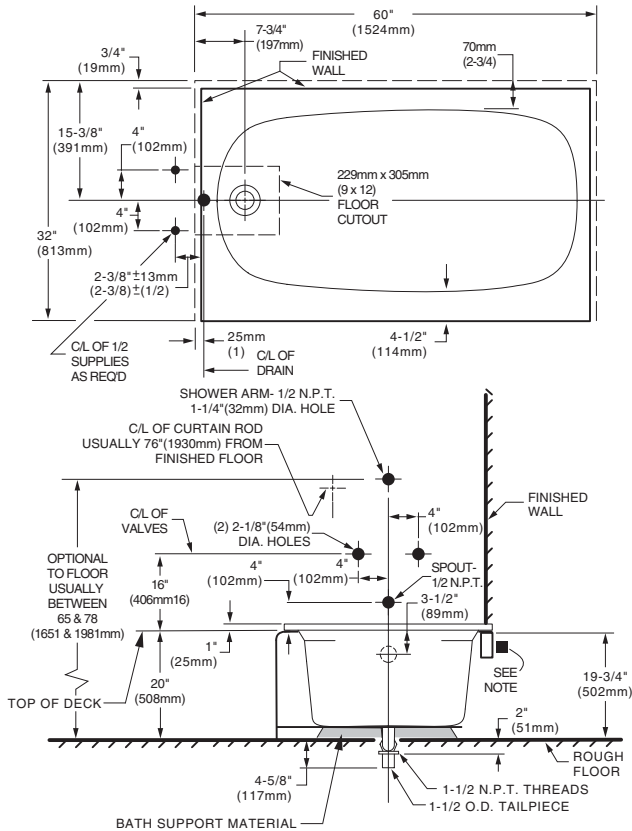 60"
(1524mm)
7-3/4"
(197mm)
3/4"
(19mm)
FINISHED
WALL
70mm
(2-3/4)
15-3/8"
(391mm)
4"
(102mm)
229mm x 305mm
(9 x 12)
FLOOR
CUTOUT
4"
(102mm)
32"
(813mm)
2-3/8"±13mm
(2-3/8)±(1/2)
25mm
(1)
4-1/2"
(114mm)
C/L OF 1/2
SUPPLIES
AS REQ'D
C/L OF
DRAIN
SHOWER ARM- 1/2 N.P.T.
1-1/4"(32mm) DIA. HOLE
C/L OF CURTAIN ROD
USUALLY 76"(1930mm) FROM
FINISHED FLOOR
4"
(102mm)
FINISHED
WALL
C/L OF
VALVES
(2) 2-1/8"(54mm)
DIA. HOLES
OPTIONAL
TO FLOOR
USUALLY
BETWEEN
65 & 78
(1651 & 1981mm)
16"
(406mm16)
4"
(102mm)
4"
(102mm)
SPOUT-
1/2 N.P.T.
3-1/2"
(89mm)
1"
(25mm)
20"
(508mm)
TOP OF DECK
SEE
NOTE
19-3/4"
(502mm)
2"
(51mm)
ROUGH
FLOOR
4-5/8"
(117mm)
1-1/2 N.P.T. THREADS
1-1/2 O.D. TAILPIECE
BATH SUPPORT MATERIAL